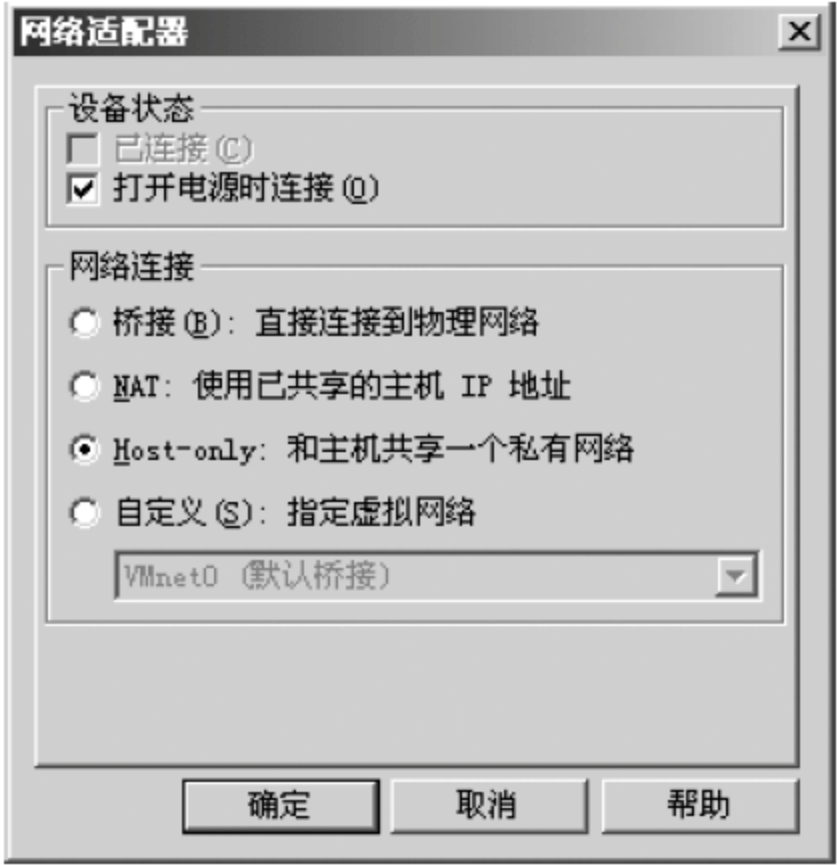 网络适配器
设备状态
已连接(C)
打开电源时连接(O)
网络连接
桥接(B): 直接连接到物理网络
NAT: 使用已共享的主机 IP 地址
Host-only: 和主机共享一个私有网络
自定义(S): 指定虚拟网络
VMnet0 (默认桥接)
确定 取消 帮助